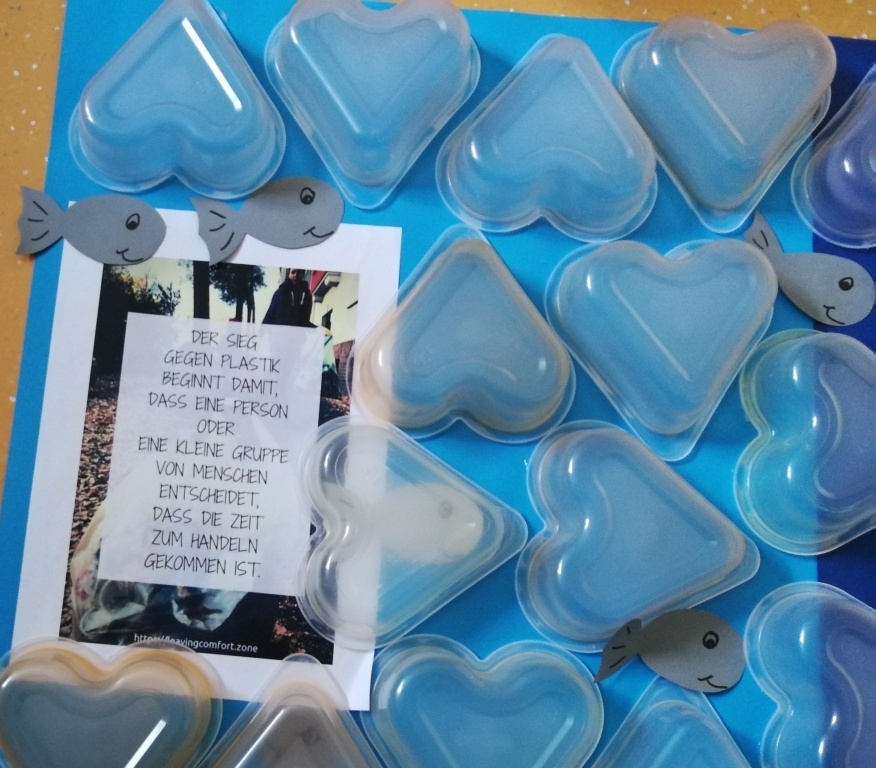 DER SIEG
GEGEN PLASTIK
BEGINNT DAMIT,
DASS EINE PERSON
ODER
EINE KLEINE GRUPPE
VON MENSCHEN
ENTSCHEIDET,
DASS DIE ZEIT
ZUM HANDELN
GEKOMMEN IST.
https://leavingcomfort.zone